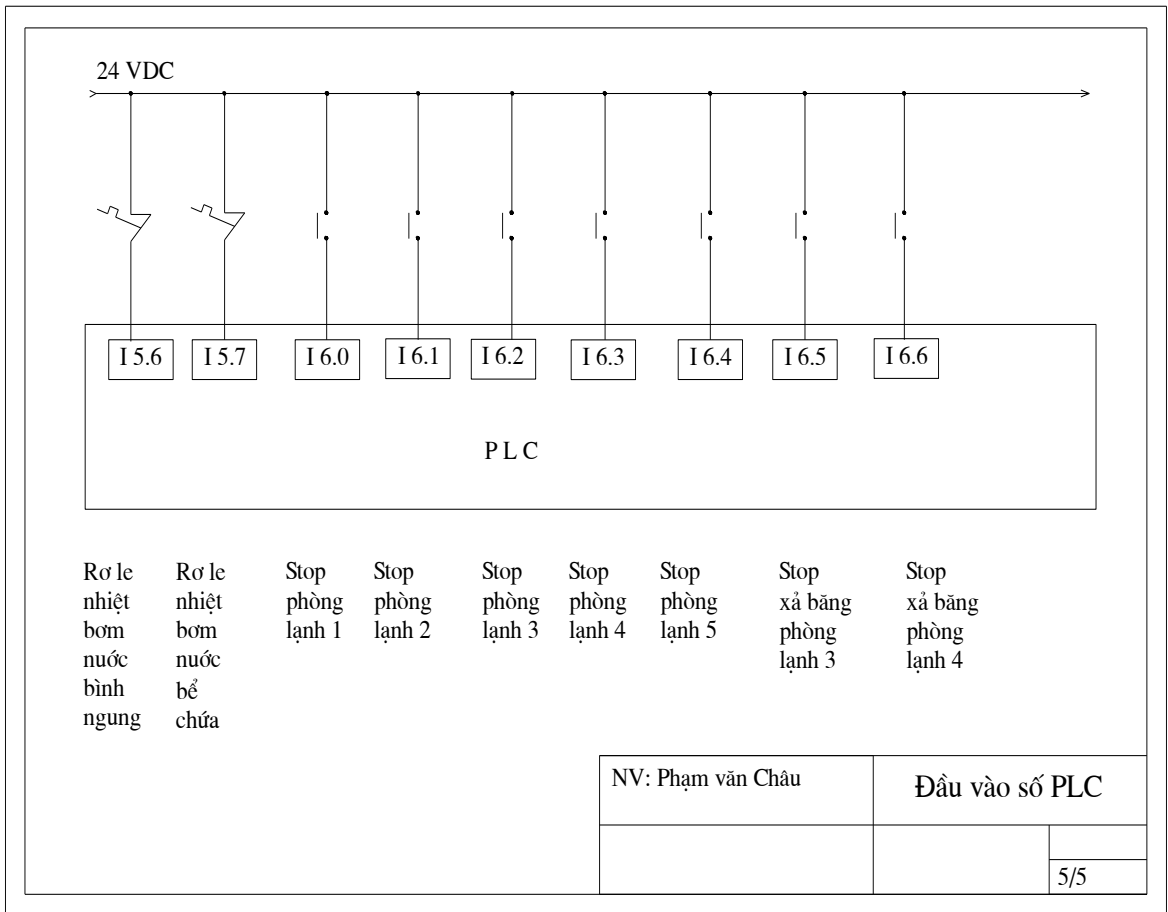 24 VDC
I 5.6
I 5.7
I 6.0
I 6.1
I 6.2
I 6.3
I 6.4
I 6.5
I 6.6
P L C
Rơ le
nhiệt
bơm
nước
bình
ngung
Rơ le
nhiệt
bơm
nước
bể
chứa
Stop
phòng
lạnh 1
Stop
phòng
lạnh 2
Stop
phòng
lạnh 3
Stop
phòng
lạnh 4
Stop
phòng
lạnh 5
Stop
xả băng
phòng
lạnh 3
Stop
xả băng
phòng
lạnh 4
NV: Phạm văn Châu
Đầu vào số PLC
5/5